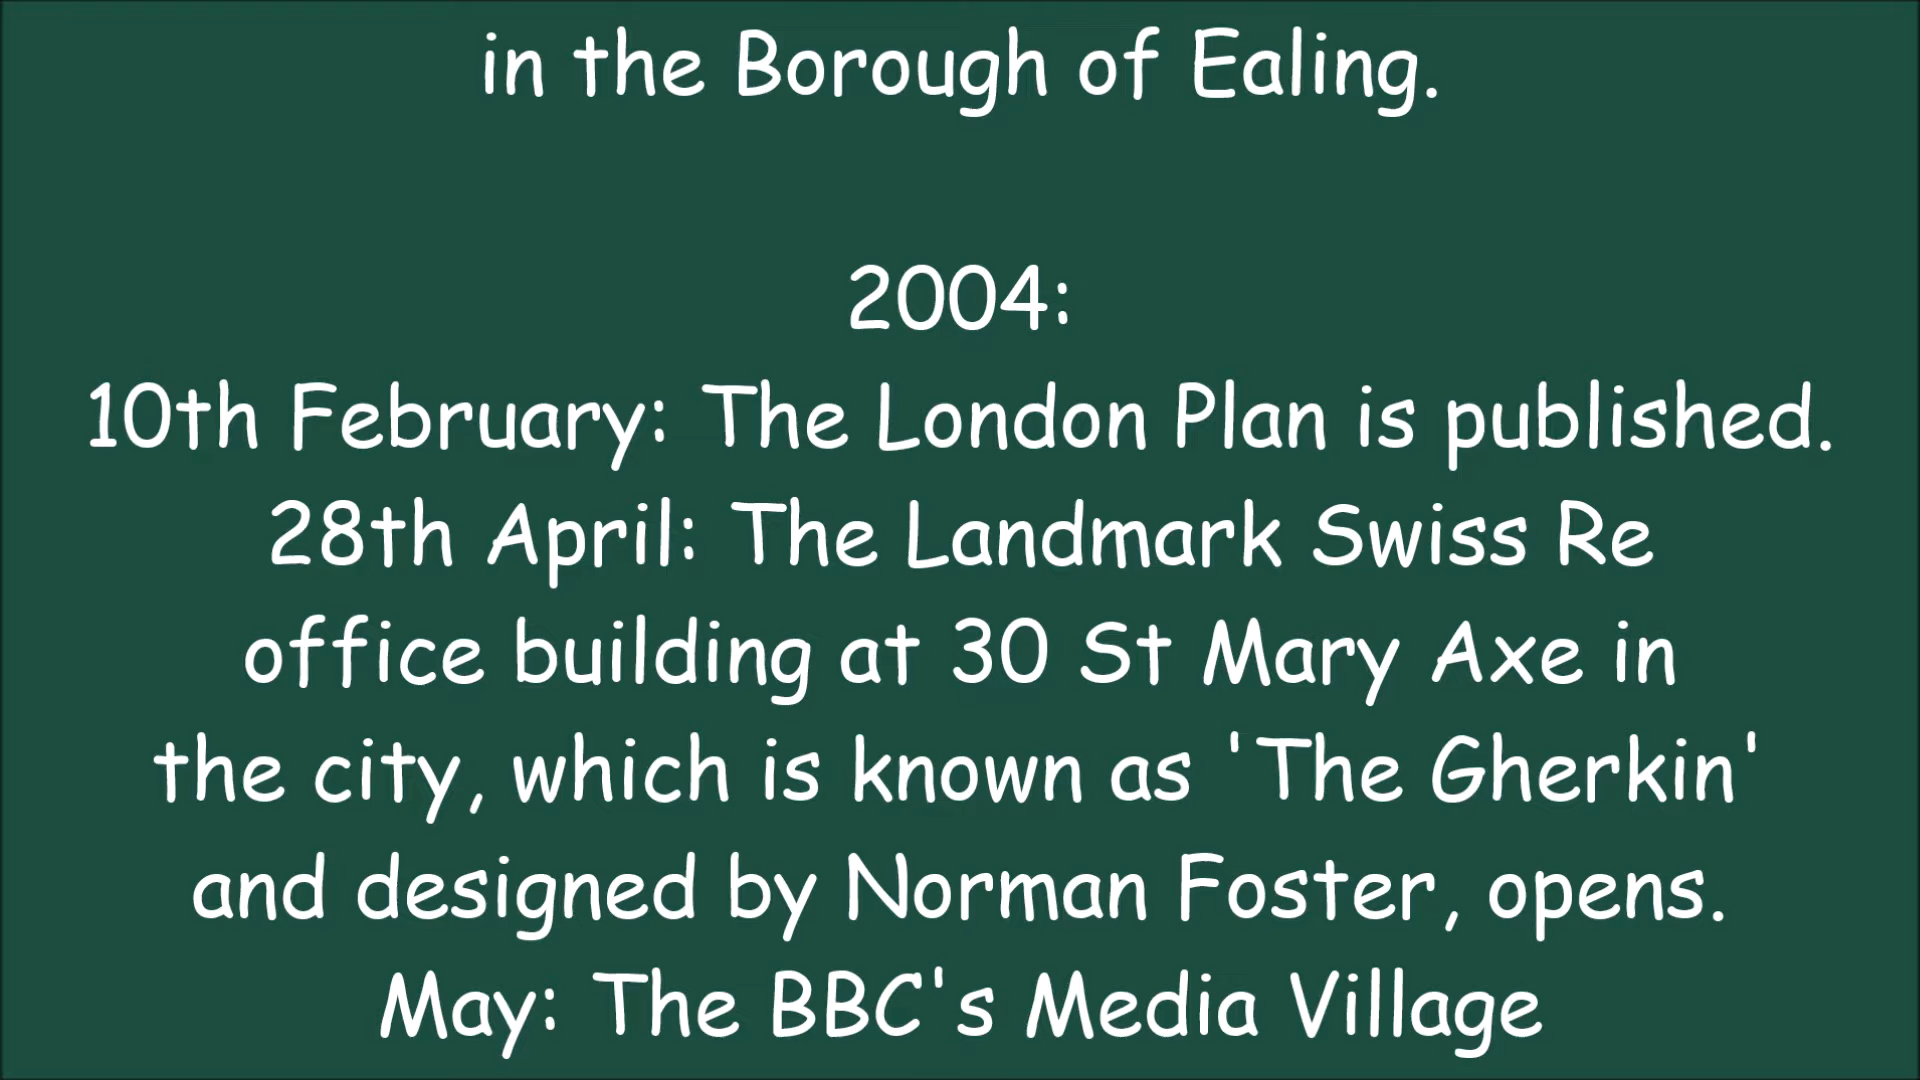 in the Borough of Ealing.
2004:
10th February: The London Plan is published.
28th April: The Landmark Swiss Re
office building at 30 St Mary Axe in
the city, which is known as 'The Gherkin'
and designed by Norman Foster, opens.
May: The BBC's Media Village